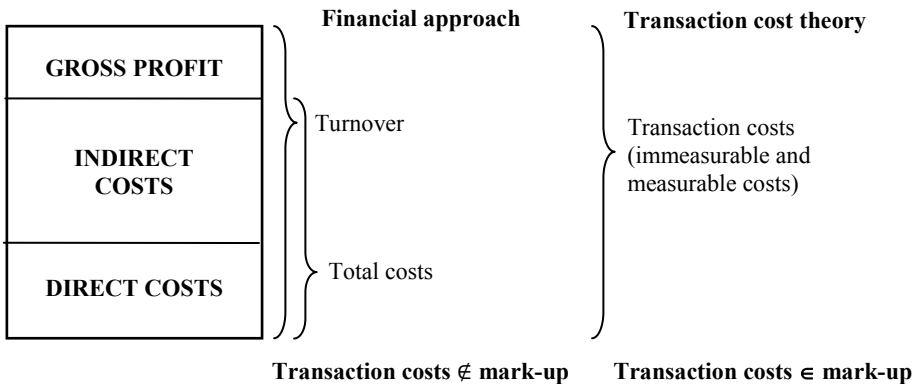 Financial approach
Transaction cost theory
GROSS PROFIT
Turnover
INDIRECT
COSTS
Transaction costs
(immeasurable and
measurable costs)
Total costs
DIRECT COSTS
Transaction costs ∉ mark-up
Transaction costs ∈ mark-up